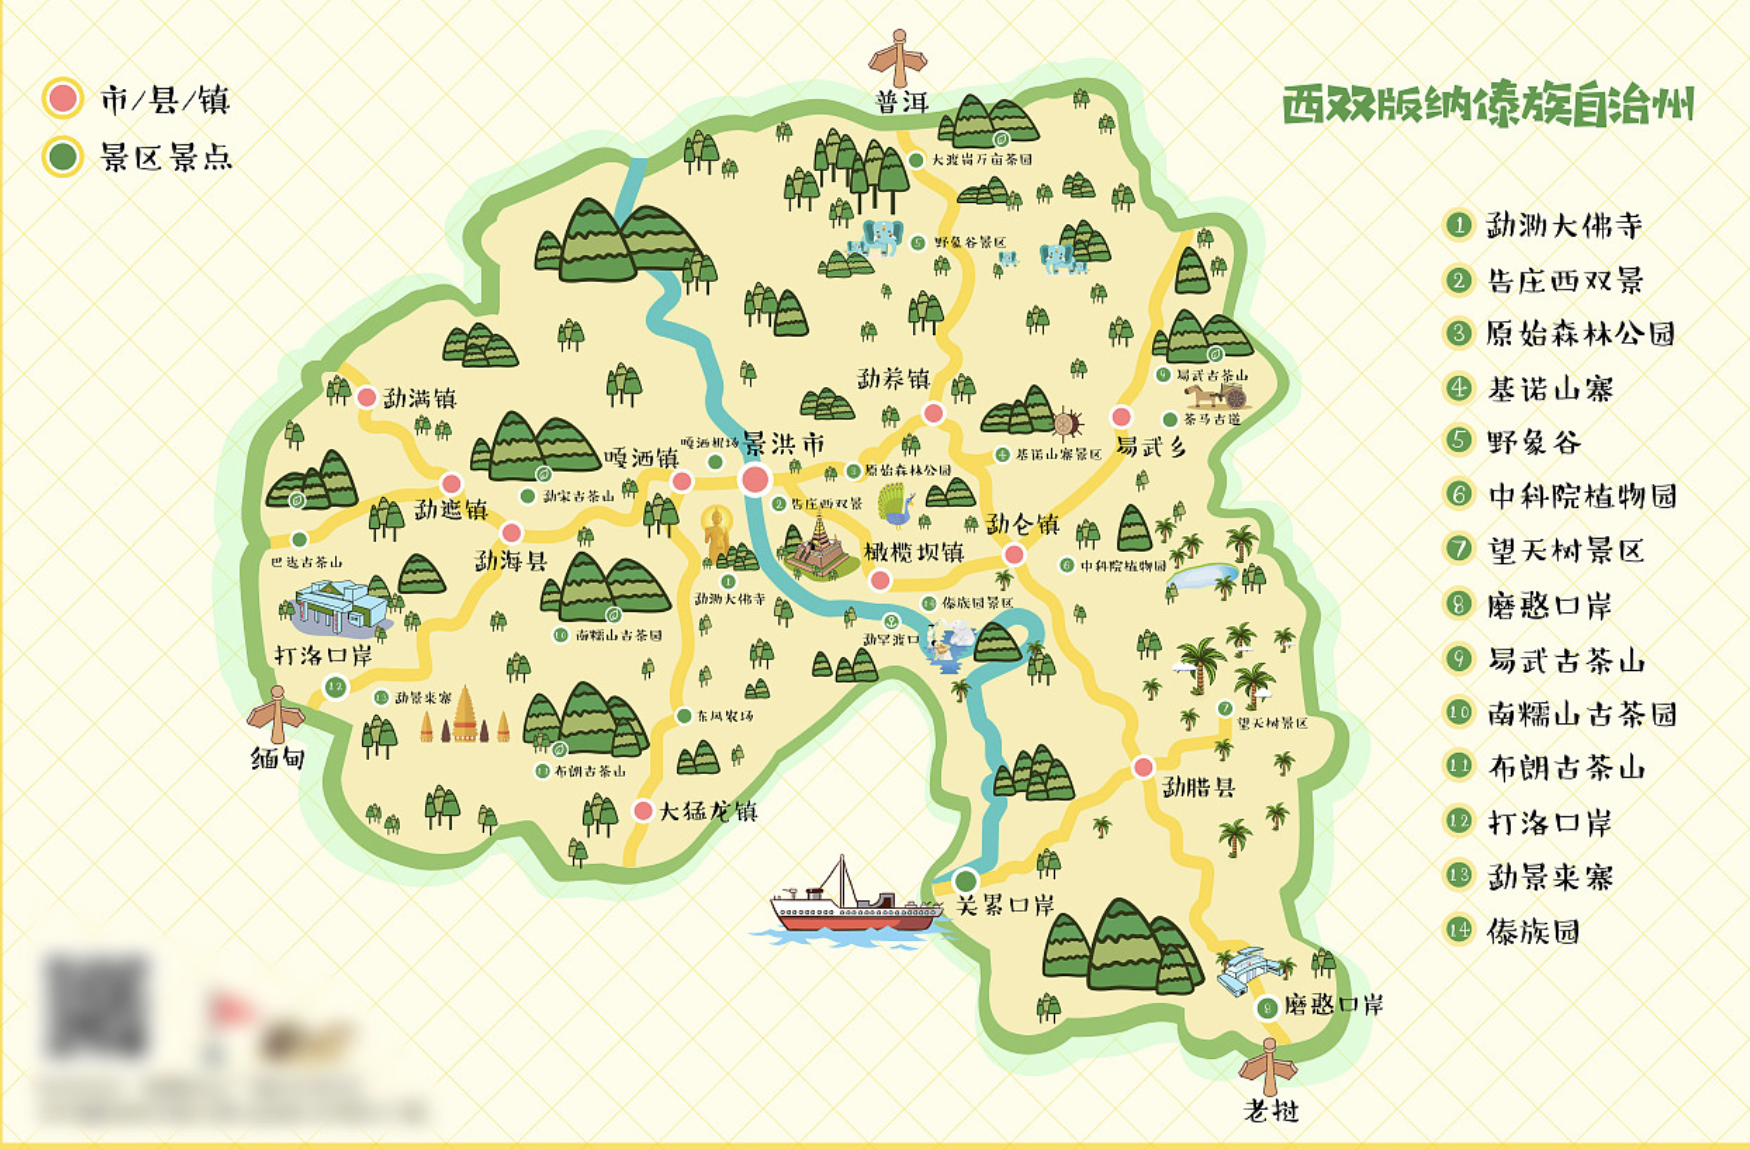 市/县/镇
景区景点
西双版纳傣族自治州
1 勐泐大佛寺
2 告庄西双景
3 原始森林公园
4 基诺山寨
5 野象谷
6 中科院植物园
7 望天树景区
8 磨憨口岸
9 易武古茶山
10 南糯山古茶园
11 布朗古茶山
12 打洛口岸
13 勐景来寨
14 傣族园
普洱
大渡岗万亩茶园
5 野象谷景区
勐养镇
9 易武古茶山
茶马古道
勐满镇
嘎洒机场
景洪市
嘎洒镇
3 原始森林公园
4 基诺山寨景区
易武乡
勐宋古茶山
勐遮镇
2 告庄西双景
勐仑镇
勐海县
橄榄坝镇
巴达古茶山
6 中科院植物园
1
勐泐大佛寺
14 傣族园景区
10 南糯山古茶园
勐罕渡口
打洛口岸
12
13 勐景来寨
东风农场
7
望天树景区
缅甸
11 布朗古茶山
勐腊县
大猛龙镇
关累口岸
8 磨憨口岸
老挝